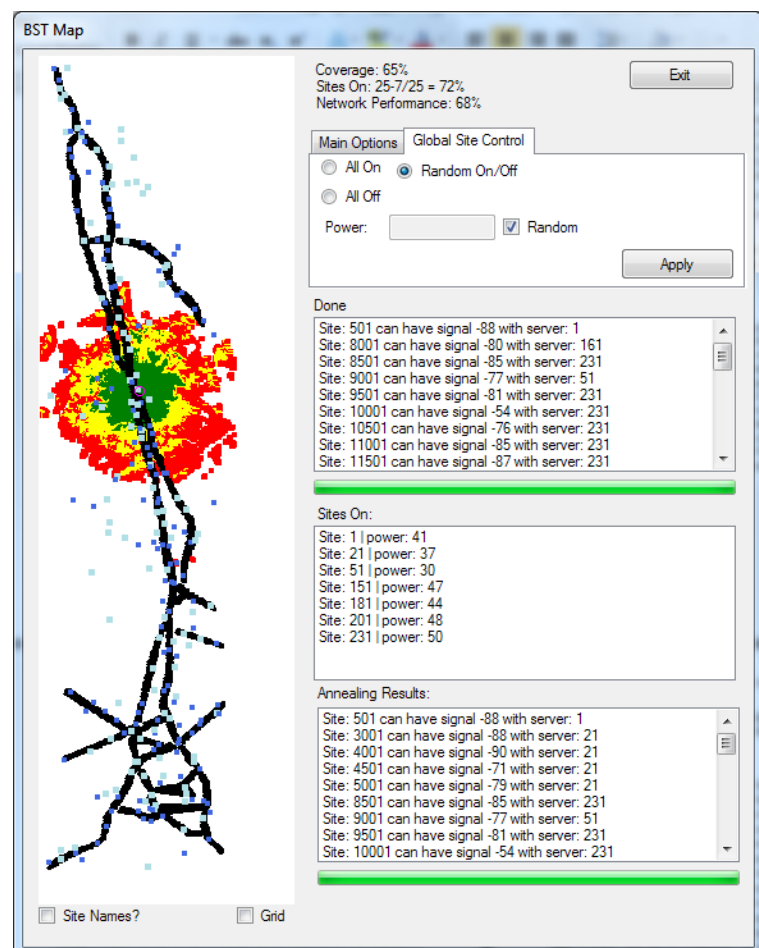 BST Map
Coverage: 65%
Sites On: 25-7/25 = 72%
Network Performance: 68%
Exit
Main Options
Global Site Control
All On
Random On/Off
All Off
Power:
Random
Apply
Done
Site: 501 can have signal -88 with server: 1
Site: 8001 can have signal -80 with server: 161
Site: 8501 can have signal -85 with server: 231
Site: 9001 can have signal -77 with server: 51
Site: 9501 can have signal -81 with server: 231
Site: 10001 can have signal -54 with server: 231
Site: 10501 can have signal -76 with server: 231
Site: 11001 can have signal -85 with server: 231
Site: 11501 can have signal -87 with server: 231
Sites On:
Site: 1 | power: 41
Site: 21 | power: 37
Site: 51 | power: 30
Site: 151 | power: 47
Site: 181 | power: 44
Site: 201 | power: 48
Site: 231 | power: 50
Annealing Results:
Site: 501 can have signal -88 with server: 1
Site: 3001 can have signal -88 with server: 21
Site: 4001 can have signal -90 with server: 21
Site: 4501 can have signal -71 with server: 21
Site: 5001 can have signal -79 with server: 21
Site: 8501 can have signal -85 with server: 231
Site: 9001 can have signal -77 with server: 51
Site: 9501 can have signal -81 with server: 231
Site: 10001 can have signal -54 with server: 231
Site Names?
Grid